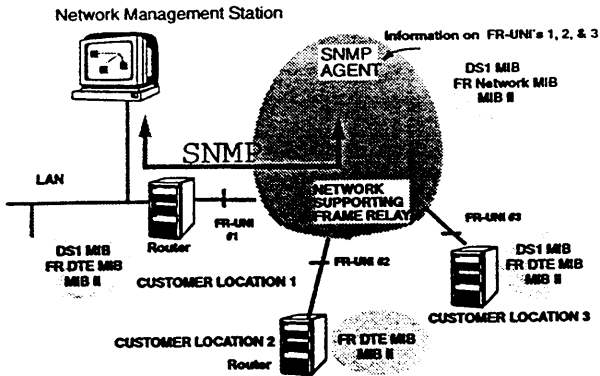 Network Management Station
Information on FR-UNI's 1, 2, & 3
SNMP
AGENT
DS1 MIB
FR Network MIB
MIB II
SNMP
LAN
NETWORK
SUPPORTING
FRAME RELAY
FR-UNI
#1
Router
FR-UNI #3
DS1 MIB
FR DTE MIB
MIB II
DS1 MIB
FR DTE MIB
MIB II
FR-UNI #2
CUSTOMER LOCATION 1
CUSTOMER LOCATION 3
CUSTOMER LOCATION 2
Router
FR DTE MIB
MIB II